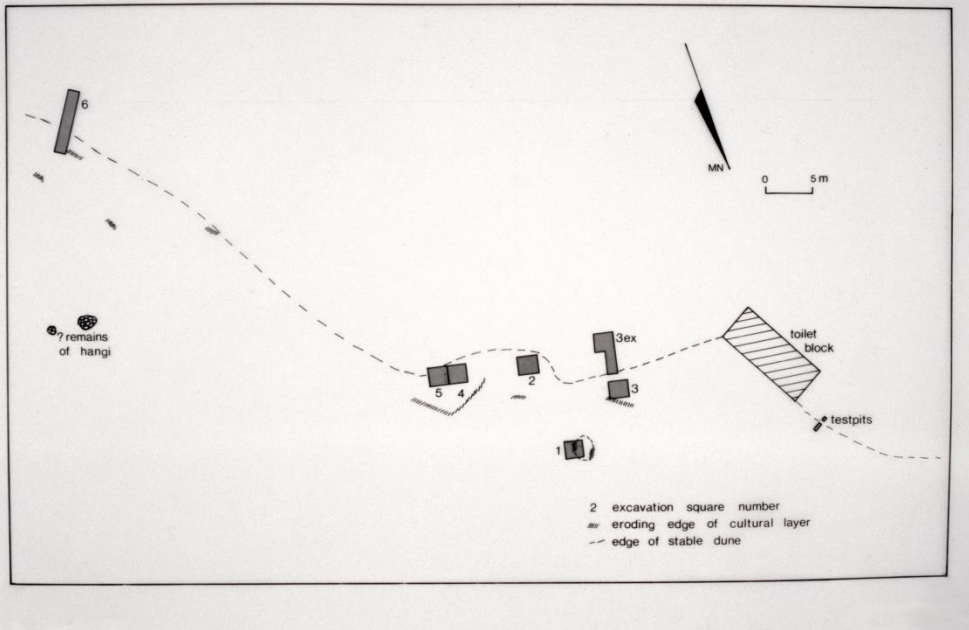 6
MN
0 5m
? remains
of hangi
toilet
block
3ex
5 4
2
3
testpits
1
2 excavation square number
eroding edge of cultural layer
edge of stable dune